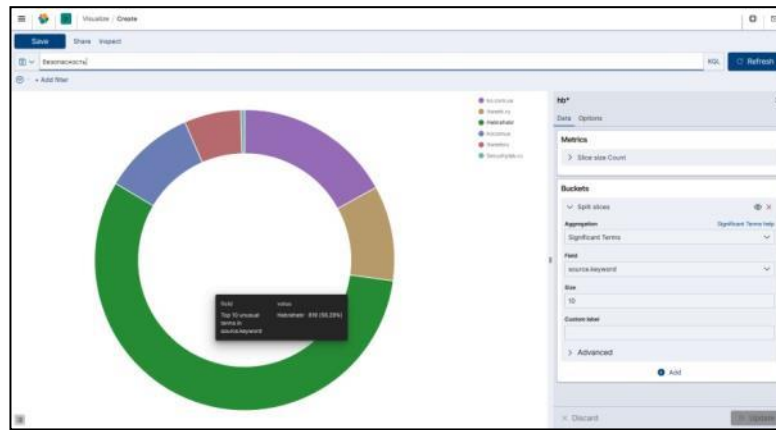 Visualize / Create
Save Share Inspect
безопасность
KQL
Refresh
+ Add filter
hb*
Data Options
Metrics
Slice size Count
Buckets
Split slices
Aggregation
Significant Terms help
Significant Terms
Field
source.keyword
Size
10
Custom label
Advanced
Add
Discard
Update
field value
Top 10 unusual terms in source.keyword